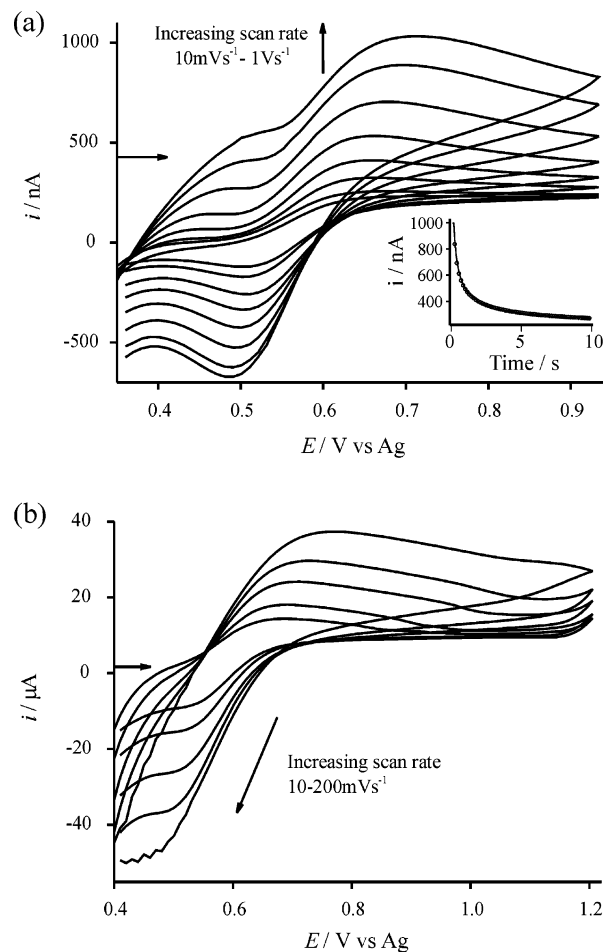 (a)
Increasing scan rate
10mVs⁻¹- 1Vs⁻¹
1000
500
0
-500
i / nA
0.4 0.5 0.6 0.7 0.8 0.9
E / V vs Ag
1000
800
600
400
i / nA
0 5 10
Time / s
(b)
40
20
0
-20
-40
i / μA
Increasing scan rate
10-200mVs⁻¹
0.4 0.6 0.8 1.0 1.2
E / V vs Ag